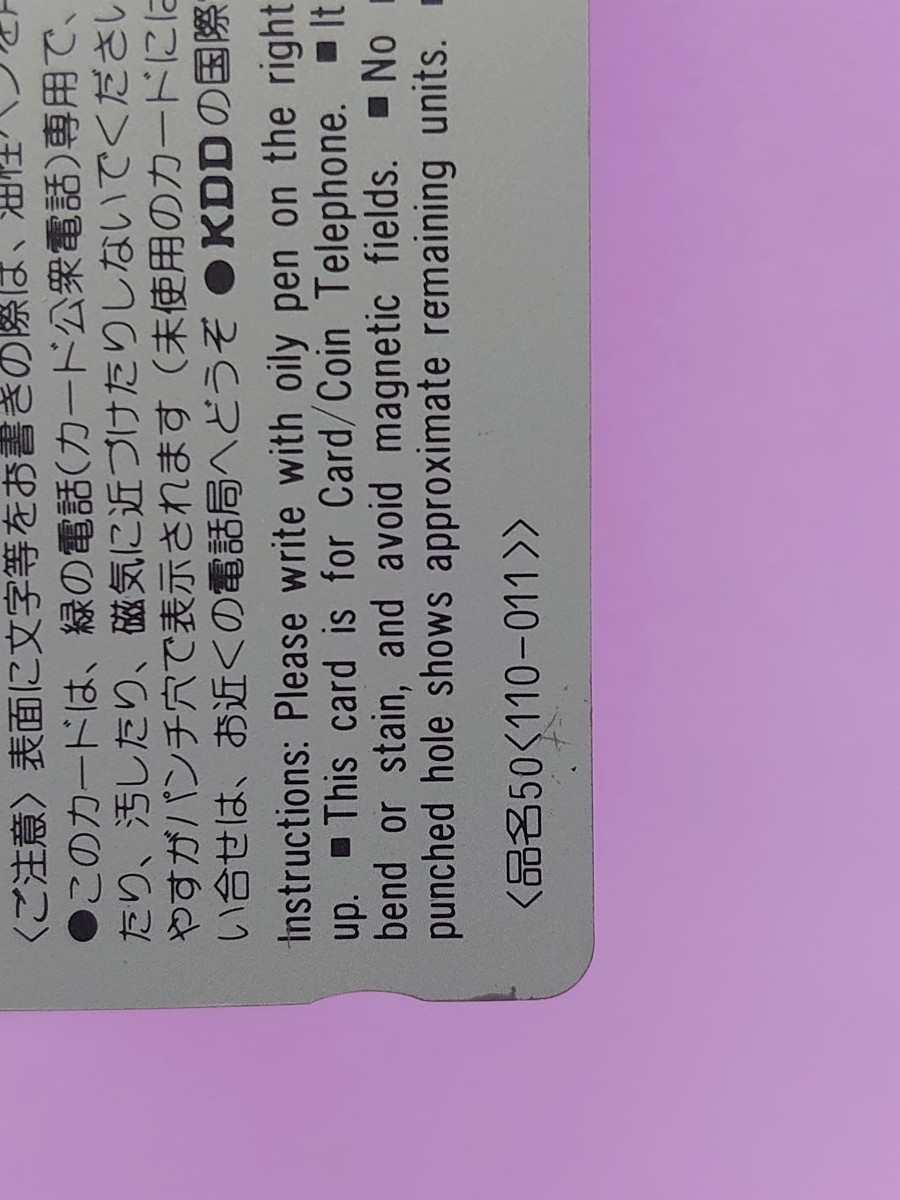 〈ご注意〉表面に文字等をお書きの際は、油性ペンを
●このカードは、緑の電話(カード公衆電話)専用で、
たり、汚したり、磁気に近づけたりしないでくださ
やすがパンチ穴で表示されます（未使用のカードに
い合せは、お近くの電話局へどうぞ ●KDDの国際
Instructions: Please write with oily pen on the right
up. ■This card is for Card/Coin Telephone. ■It
bend or stain, and avoid magnetic fields. ■No
punched hole shows approximate remaining units.
〈品名50〈110-011〉〉